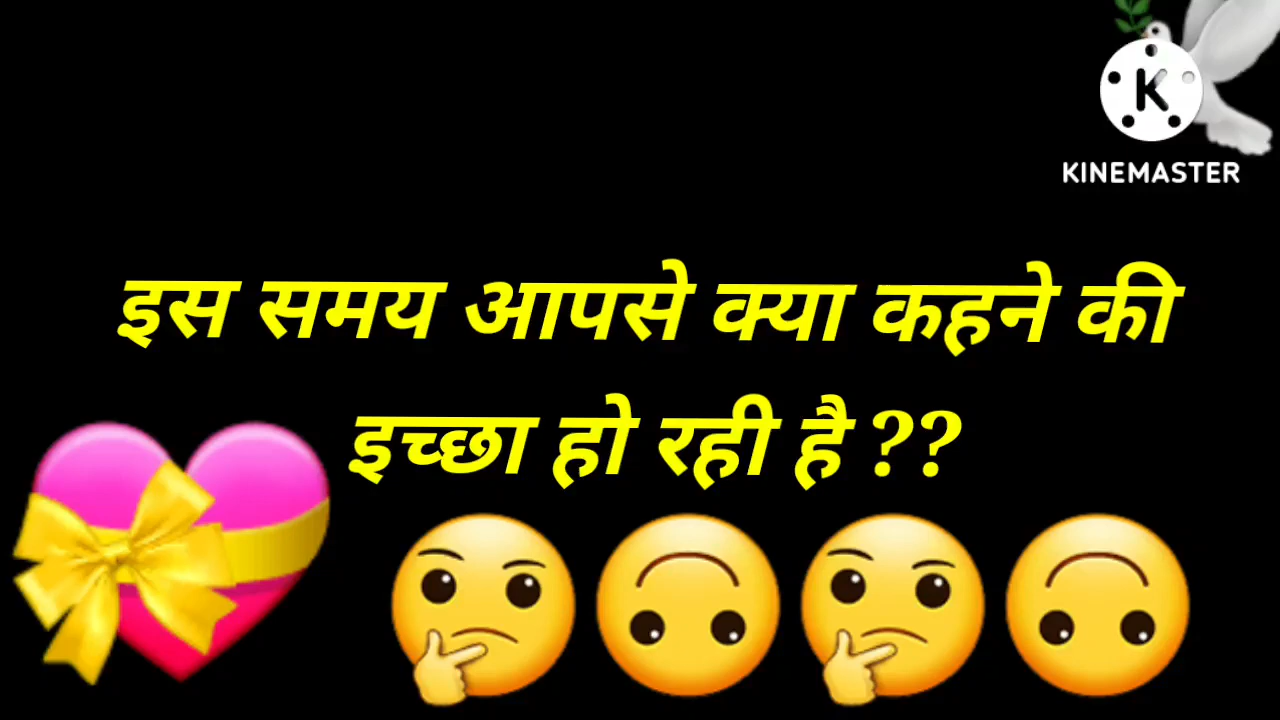 K
KINEMASTER
इस समय आपसे क्या कहने की
इच्छा हो रही है ??